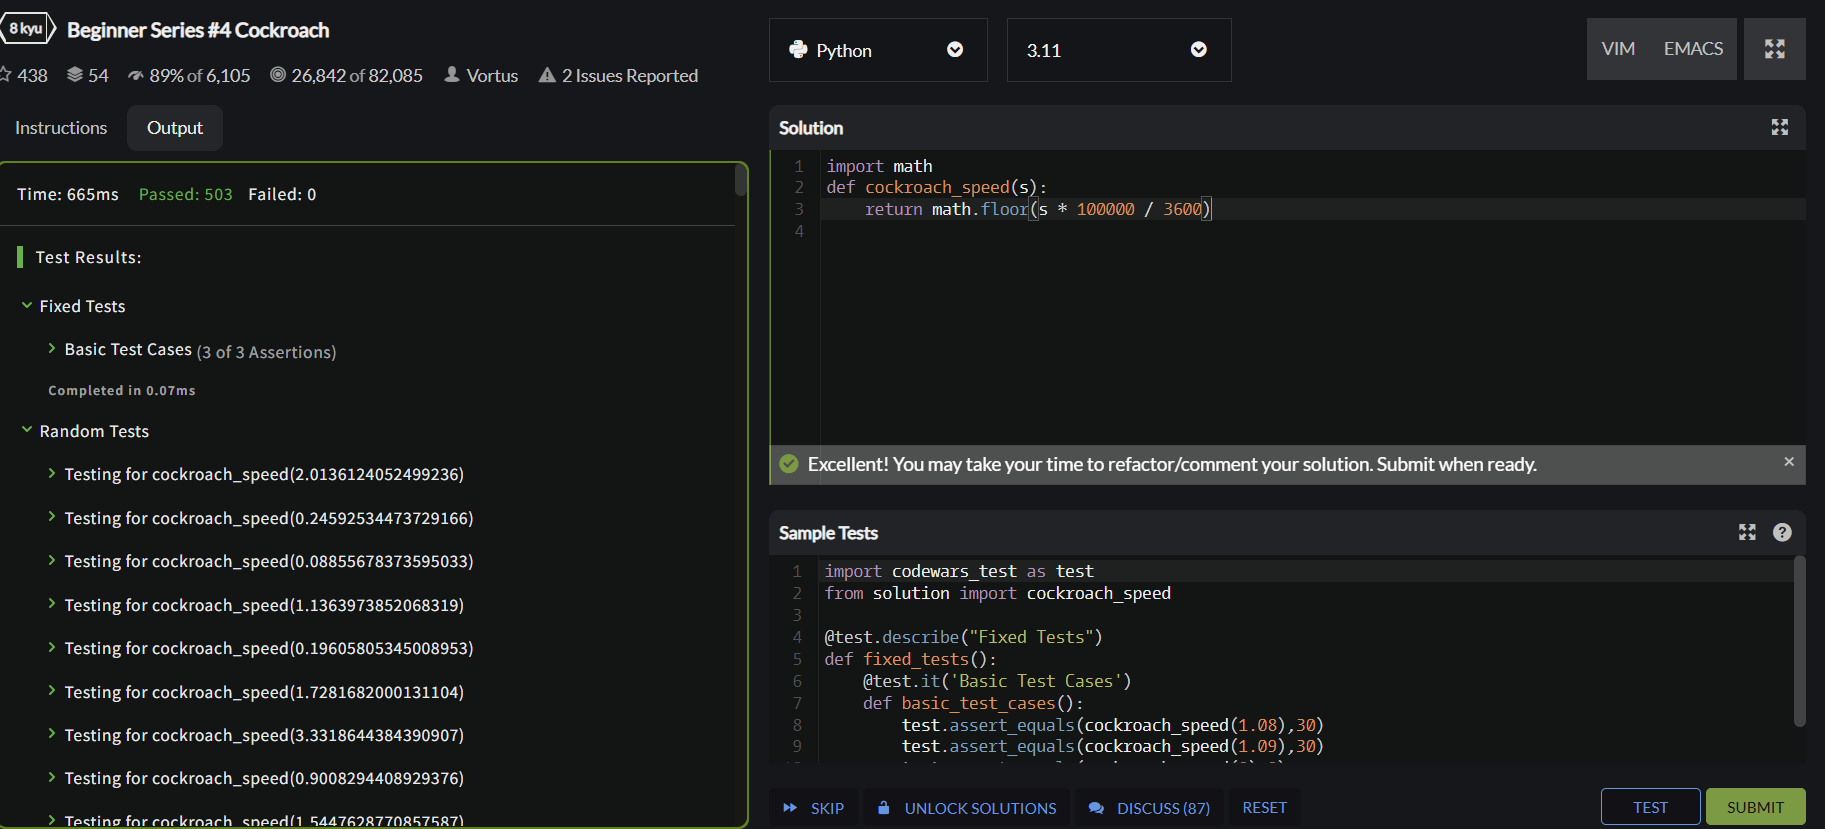 8 kyu
Beginner Series #4 Cockroach
438 54 89% of 6,105 26,842 of 82,085 Vortus 2 Issues Reported
Instructions
Output
Time: 665ms Passed: 503 Failed: 0
Test Results:
Fixed Tests
Basic Test Cases (3 of 3 Assertions)
Completed in 0.07ms
Random Tests
Testing for cockroach_speed(2.0136124052499236)
Testing for cockroach_speed(0.24592534473729166)
Testing for cockroach_speed(0.08855678373595033)
Testing for cockroach_speed(1.1363973852068319)
Testing for cockroach_speed(0.19605805345008953)
Testing for cockroach_speed(1.7281682000131104)
Testing for cockroach_speed(3.3318644384390907)
Testing for cockroach_speed(0.9008294408929376)
Testing for cockroach_speed(1.5447628770857587)
Python
3.11
VIM EMACS
Solution
1 import math
2 def cockroach_speed(s):
3 return math.floor(s * 100000 / 3600)
4
Excellent! You may take your time to refactor/comment your solution. Submit when ready.
×
Sample Tests
?
1 import codewars_test as test
2 from solution import cockroach_speed
3
4 @test.describe("Fixed Tests")
5 def fixed_tests():
6 @test.it('Basic Test Cases')
7 def basic_test_cases():
8 test.assert_equals(cockroach_speed(1.08),30)
9 test.assert_equals(cockroach_speed(1.09),30)
SKIP
UNLOCK SOLUTIONS
DISCUSS (87)
RESET
TEST
SUBMIT